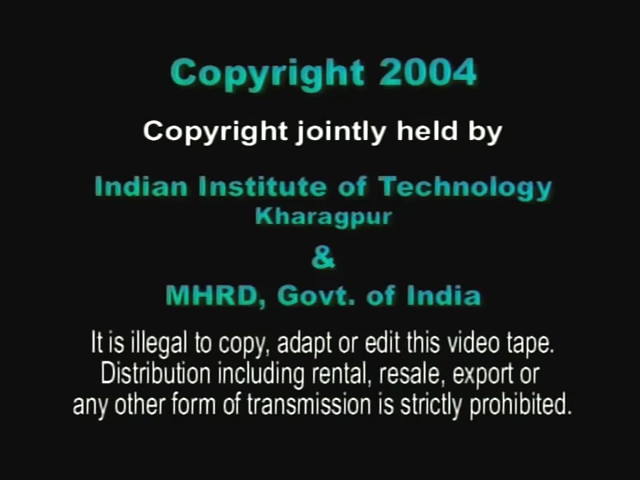 Copyright 2004
Copyright jointly held by
Indian Institute of Technology
Kharagpur
&
MHRD, Govt. of India
It is illegal to copy, adapt or edit this video tape.
Distribution including rental, resale, export or
any other form of transmission is strictly prohibited.